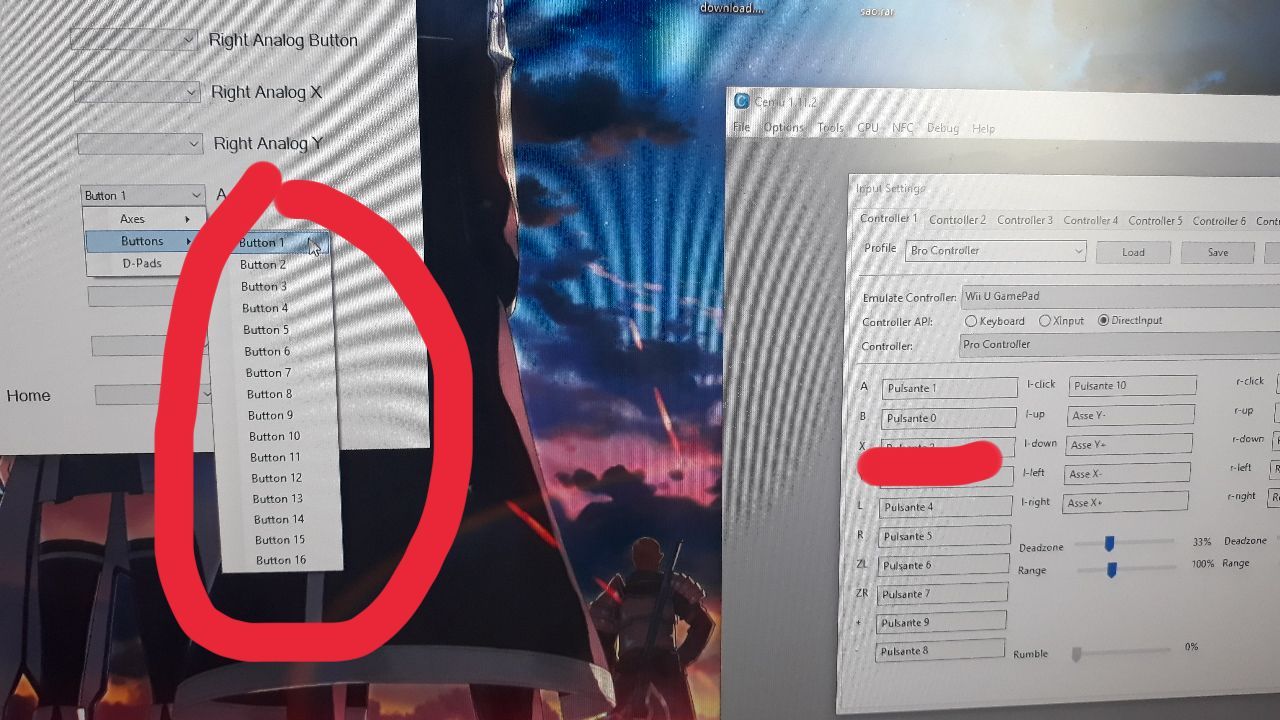 download....
sao.rar
Right Analog Button
Right Analog X
Right Analog Y
Button 1
A
Axes
Buttons
D-Pads
Button 1
Button 2
Button 3
Button 4
Button 5
Button 6
Button 7
Button 8
Button 9
Button 10
Button 11
Button 12
Button 13
Button 14
Button 15
Button 16
Home
Cemu 1.11.2
File Options Tools CPU NFC Debug Help
Input Settings
Controller 1 Controller 2 Controller 3 Controller 4 Controller 5 Controller 6
Profile Bro Controller Load Save
Emulate Controller: Wii U GamePad
Controller API: Keyboard XInput DirectInput
Controller: Pro Controller
A Pulsante 1 l-click Pulsante 10 r-click
B Pulsante 0 l-up Asse Y- r-up
X l-down Asse Y+ r-down
l-left Asse X- r-left
L Pulsante 4 l-right Asse X+ r-right
R Pulsante 5 Deadzone 33% Deadzone
ZL Pulsante 6 Range 100% Range
ZR Pulsante 7
+ Pulsante 9
- Pulsante 8 Rumble 0%